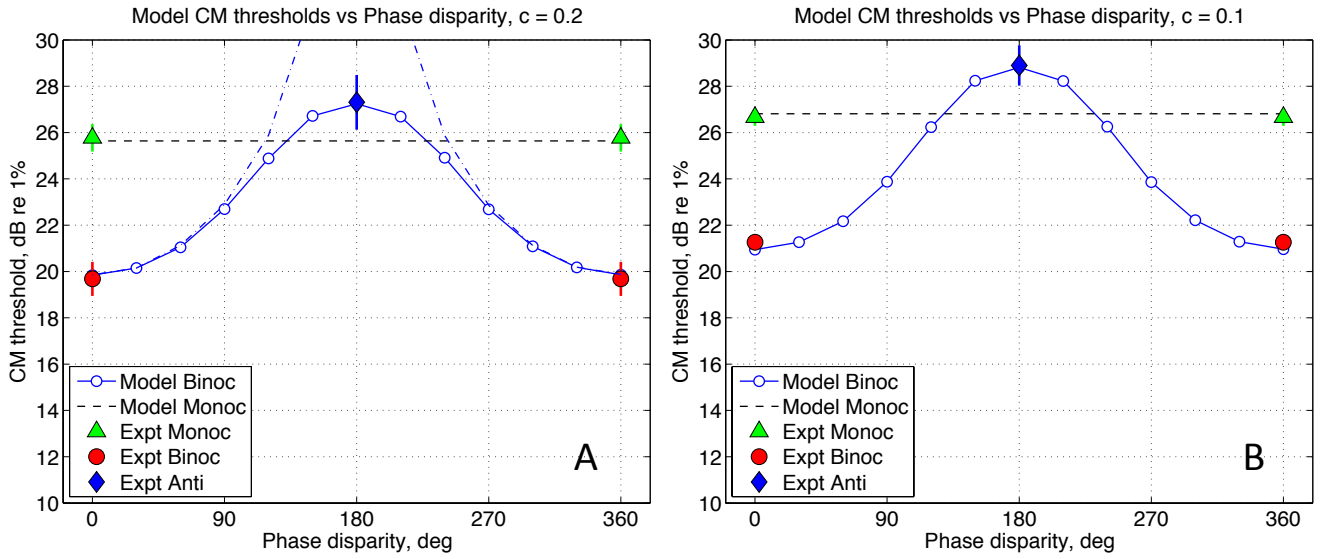 Model CM thresholds vs Phase disparity, c = 0.2
CM threshold, dB re 1%
30
28
26
24
22
20
18
16
14
12
10
Model Binoc
Model Monoc
Expt Monoc
Expt Binoc
Expt Anti
A
0 90 180 270 360
Phase disparity, deg
Model CM thresholds vs Phase disparity, c = 0.1
CM threshold, dB re 1%
30
28
26
24
22
20
18
16
14
12
10
Model Binoc
Model Monoc
Expt Monoc
Expt Binoc
Expt Anti
B
0 90 180 270 360
Phase disparity, deg